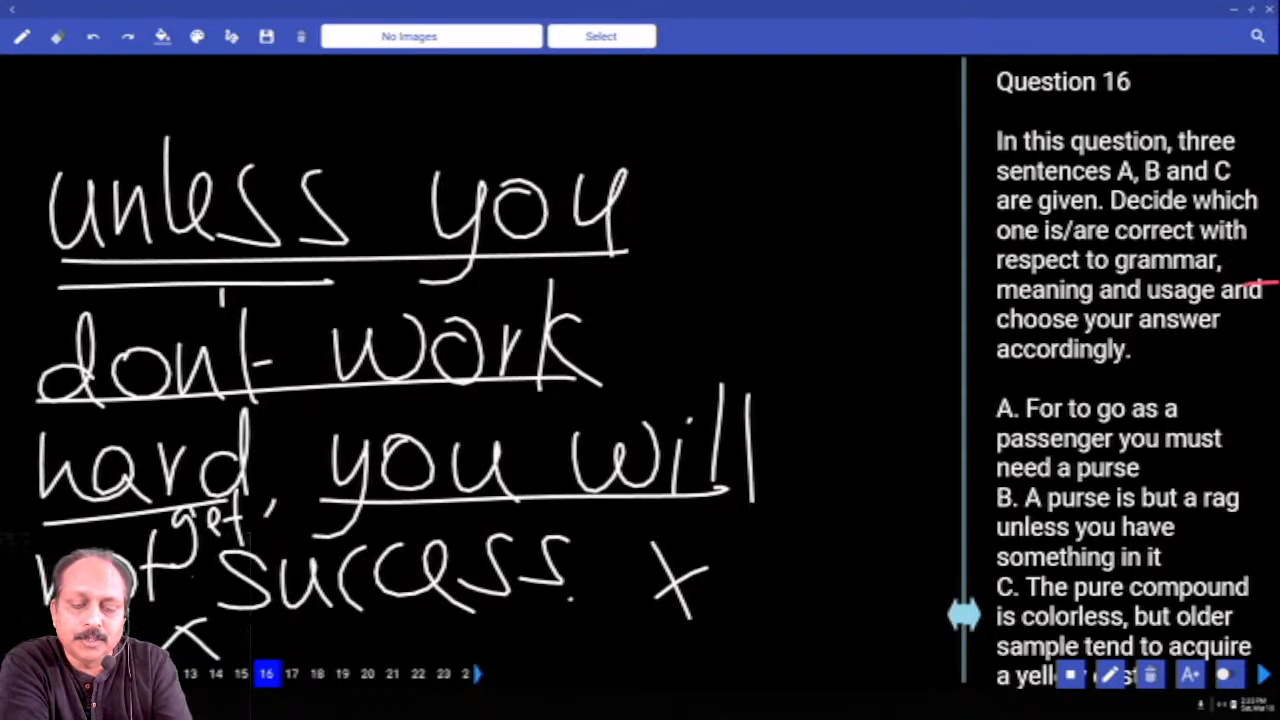 No Images
Select
unless you
don't work
hard, you will
get
success. x
x
Question 16
In this question, three
sentences A, B and C
are given. Decide which
one is/are correct with
respect to grammar,
meaning and usage and
choose your answer
accordingly.
A. For to go as a
passenger you must
need a purse
B. A purse is but a rag
unless you have
something in it
C. The pure compound
is colorless, but older
sample tend to acquire
a
13 14 15 16 17 18 19 20 21 22 23 2
A+